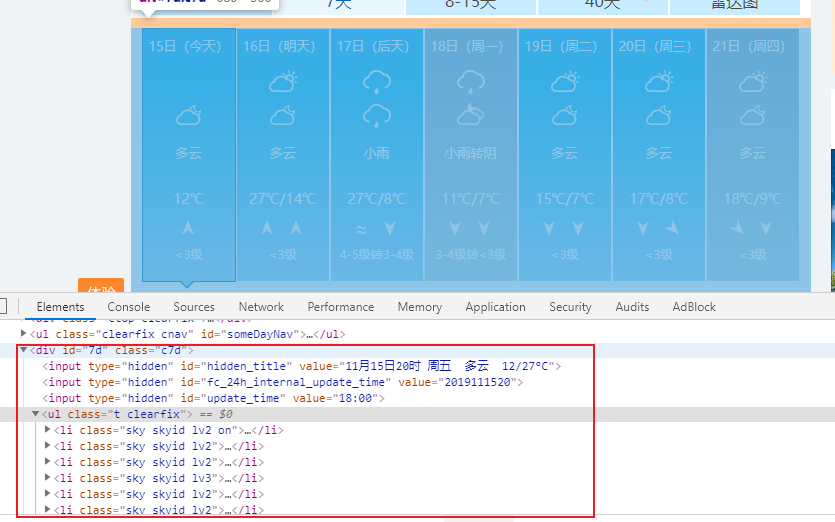 7天 8-15天 40天 雷达图
15日（今天） 16日（明天） 17日（后天） 18日（周一） 19日（周二） 20日（周三） 21日（周四）
多云 多云 小雨 小雨转阴 多云 多云 多云
12℃ 27℃/14℃ 27℃/8℃ 11℃/7℃ 15℃/7℃ 17℃/8℃ 18℃/9℃
<3级 <3级 4-5级转3-4级 3-4级转<3级 <3级 <3级 <3级
体验
Elements Console Sources Network Performance Memory Application Security Audits AdBlock
<ul class="clearfix cnav" id="someDayNav">…</ul>
<div id="7d" class="c7d">
<input type="hidden" id="hidden_title" value="11月15日20时 周五  多云  12/27°C">
<input type="hidden" id="fc_24h_internal_update_time" value="2019111520">
<input type="hidden" id="update_time" value="18:00">
<ul class="t clearfix"> == $0
<li class="sky skyid lv2 on">…</li>
<li class="sky skyid lv2">…</li>
<li class="sky skyid lv2">…</li>
<li class="sky skyid lv3">…</li>
<li class="sky skyid lv2">…</li>
<li class="sky skyid lv2">…</li>